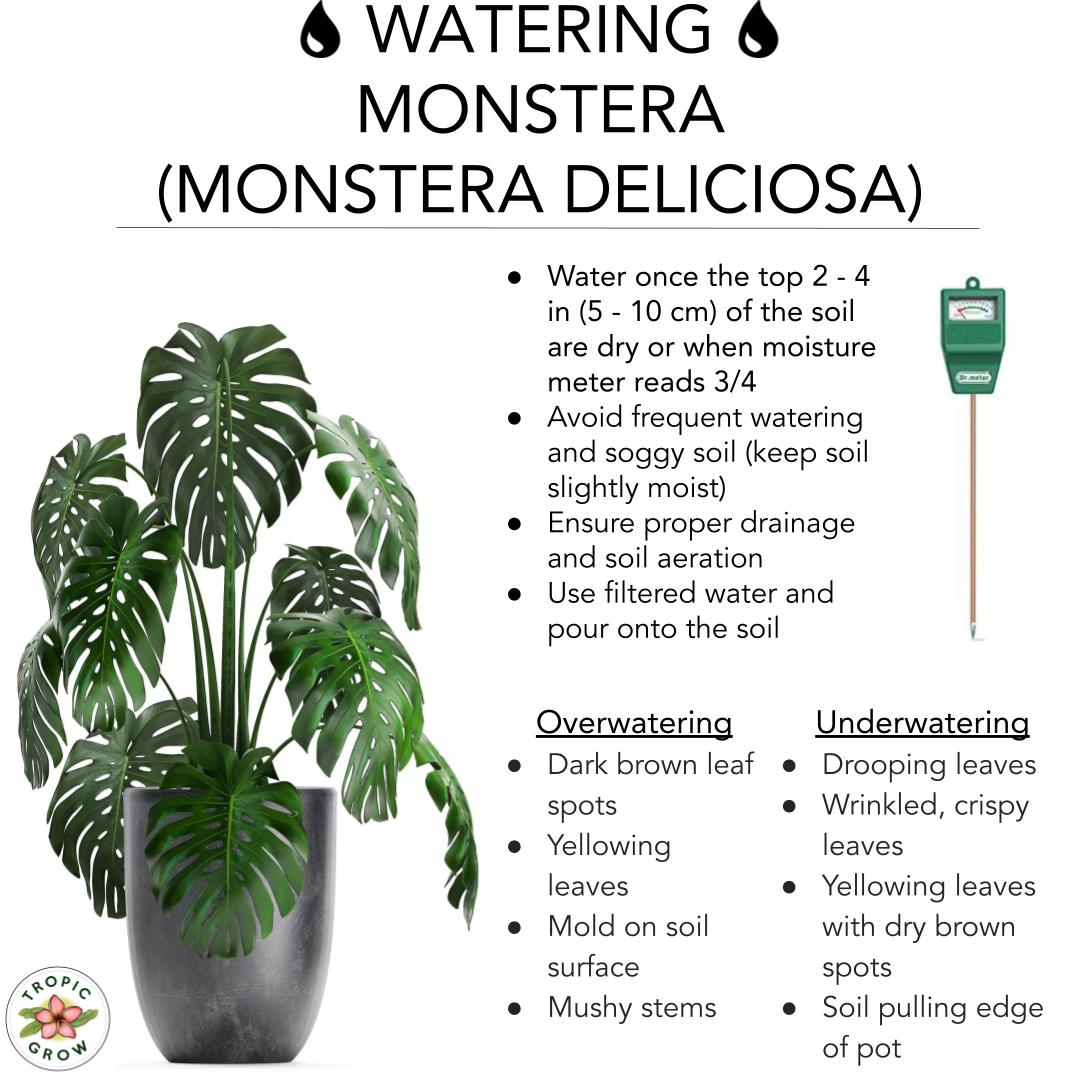 WATERING
MONSTERA
(MONSTERA DELICIOSA)
● Water once the top 2 - 4
in (5 - 10 cm) of the soil
are dry or when moisture
meter reads 3/4
● Avoid frequent watering
and soggy soil (keep soil
slightly moist)
● Ensure proper drainage
and soil aeration
● Use filtered water and
pour onto the soil
Dr.meter
Overwatering
● Dark brown leaf
spots
● Yellowing
leaves
● Mold on soil
surface
● Mushy stems
Underwatering
● Drooping leaves
● Wrinkled, crispy
leaves
● Yellowing leaves
with dry brown
spots
● Soil pulling edge
of pot
TROPIC
GROW